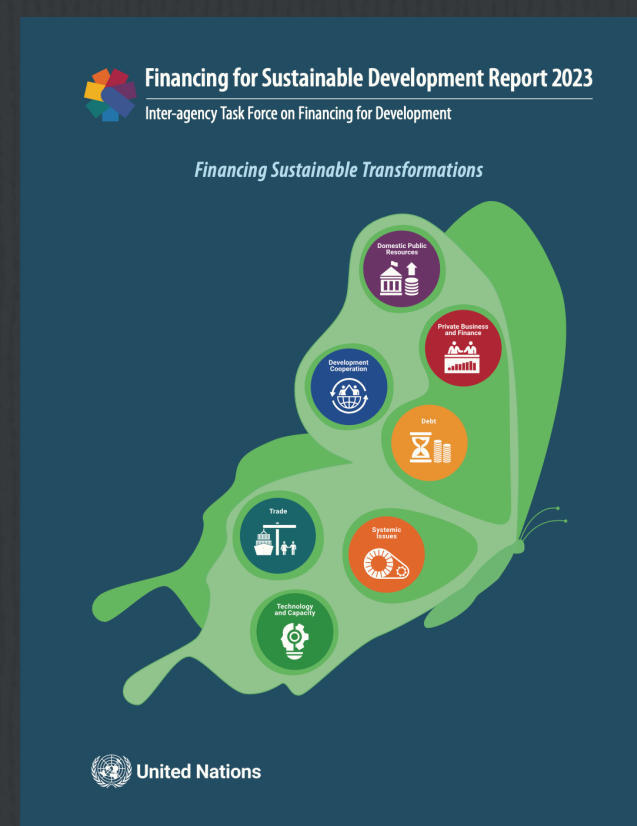 Financing for Sustainable Development Report 2023
Inter-agency Task Force on Financing for Development
Financing Sustainable Transformations
Domestic Public
Resources
Private Business
and Finance
Development
Cooperation
Debt
Trade
Systemic
Issues
Technology
and Capacity
United Nations